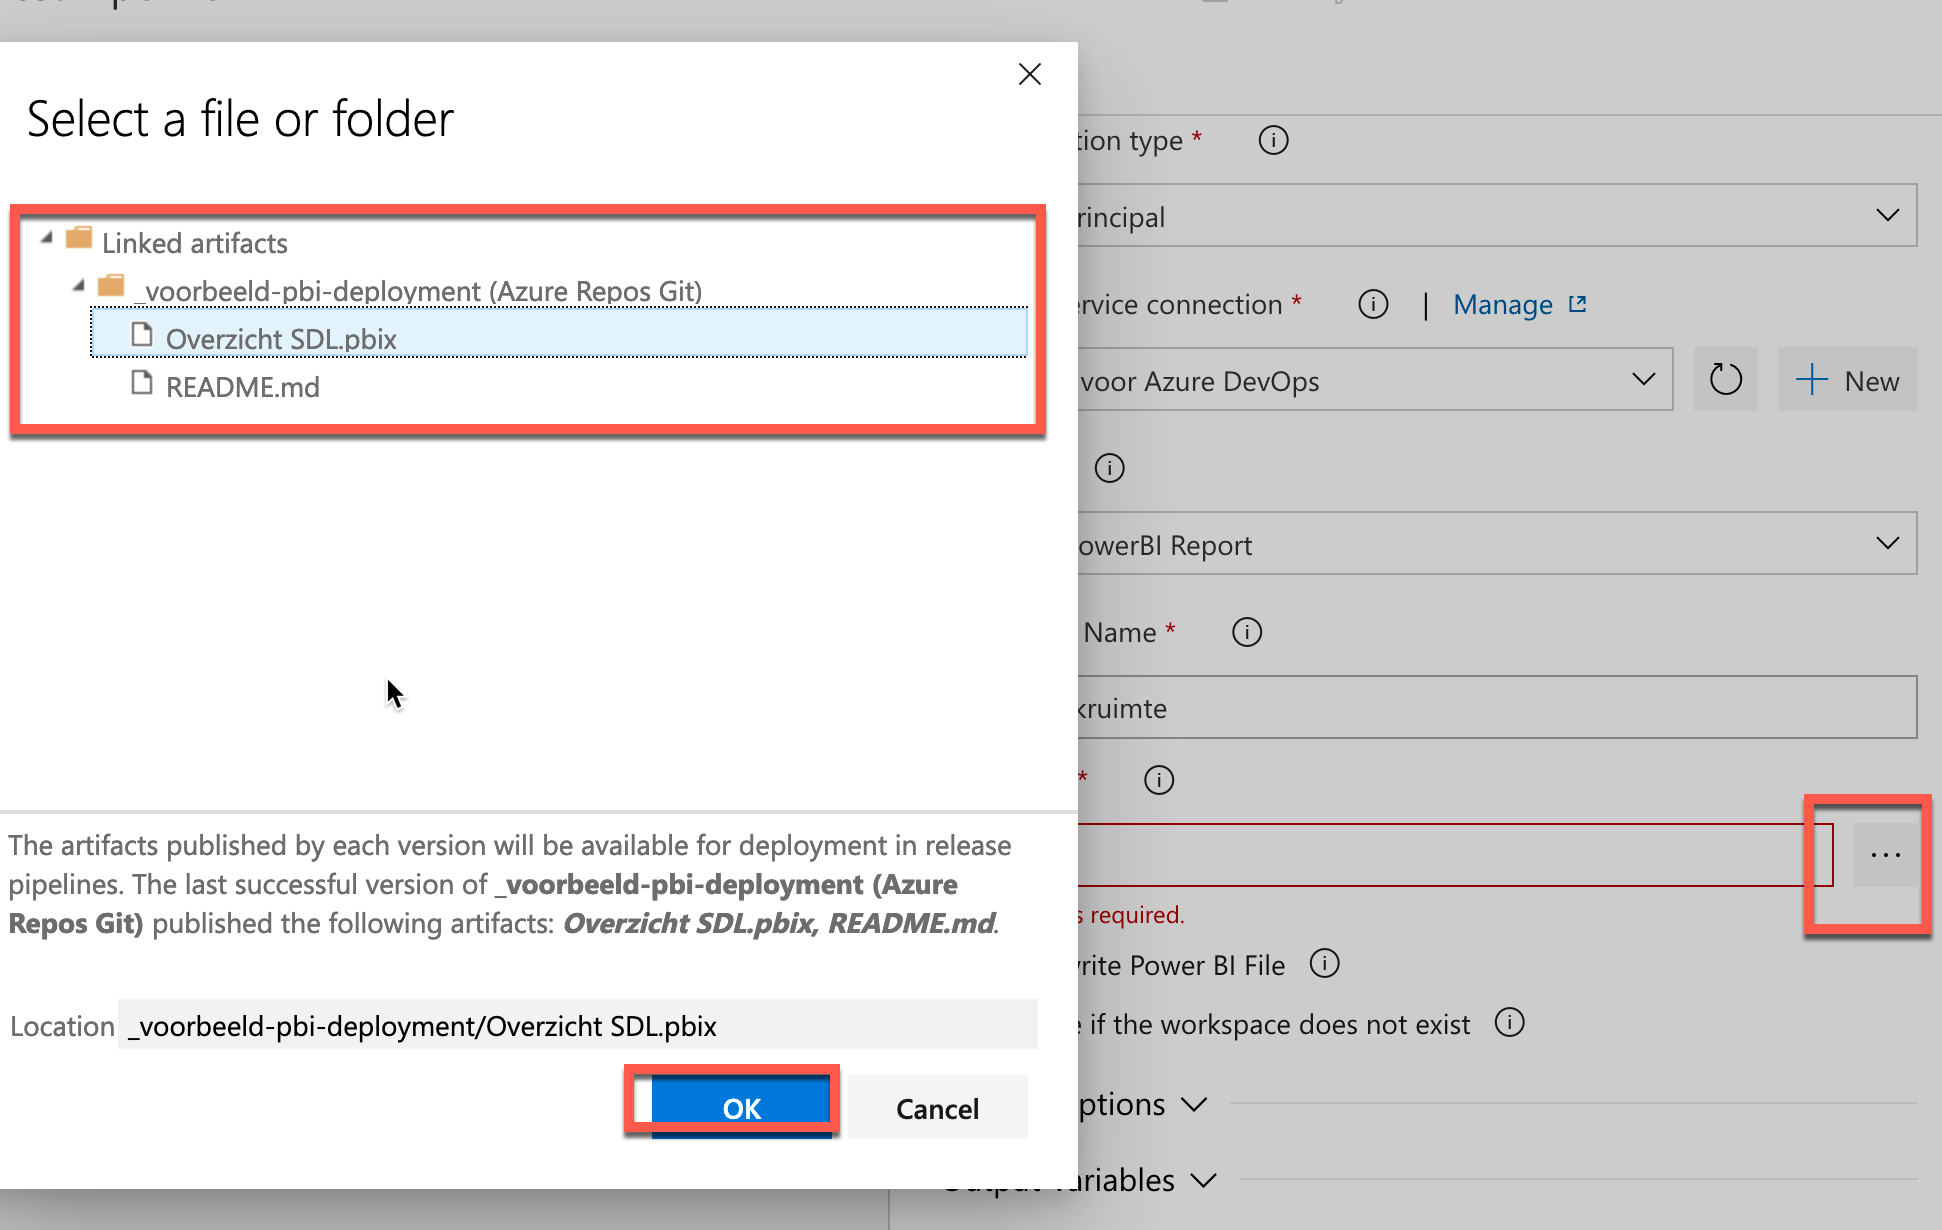 Select a file or folder
Linked artifacts
_voorbeeld-pbi-deployment (Azure Repos Git)
Overzicht SDL.pbix
README.md
The artifacts published by each version will be available for deployment in release
pipelines. The last successful version of _voorbeeld-pbi-deployment (Azure
Repos Git) published the following artifacts: Overzicht SDL.pbix, README.md.
Location _voorbeeld-pbi-deployment/Overzicht SDL.pbix
OK Cancel
tion type *
rincipal
ervice connection * | Manage
voor Azure DevOps
New
owerBI Report
Name *
kruimte
*
...
s required.
rite Power BI File
e if the workspace does not exist
ptions
Output Variables